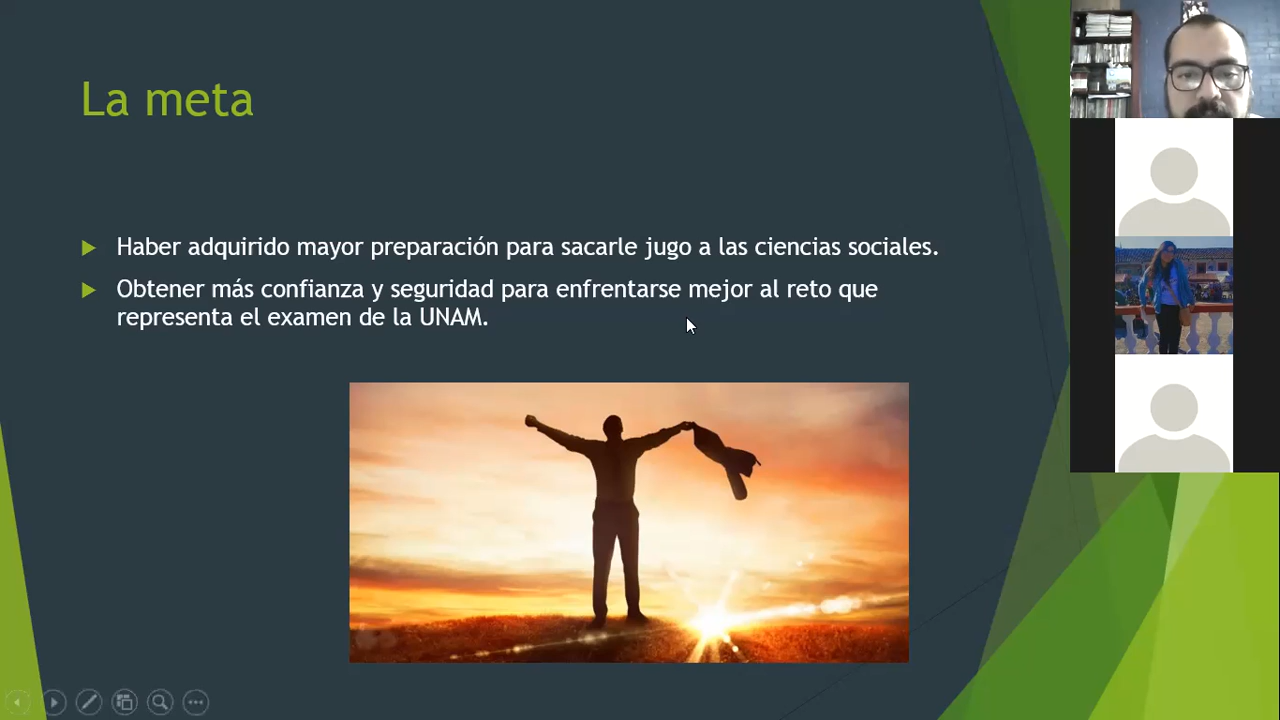 La meta
Haber adquirido mayor preparación para sacarle jugo a las ciencias sociales.
Obtener más confianza y seguridad para enfrentarse mejor al reto que
representa el examen de la UNAM.